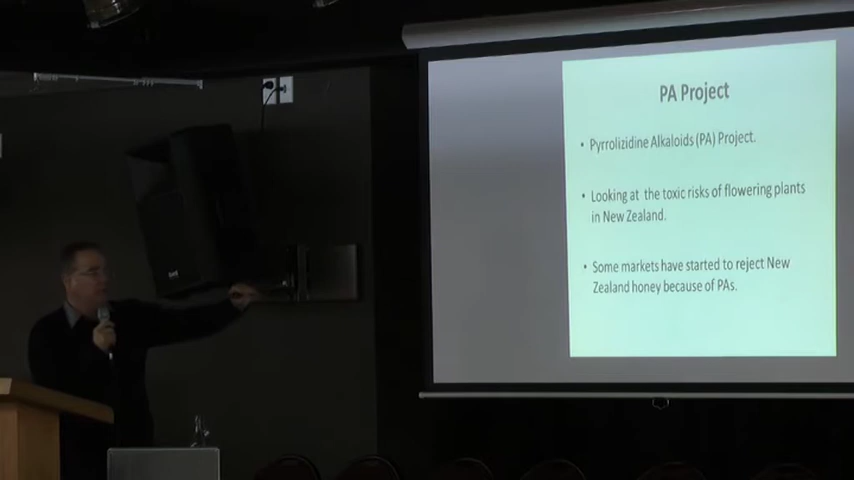 PA Project
• Pyrrolizidine Alkaloids (PA) Project.
• Looking at the toxic risks of flowering plants
in New Zealand.
• Some markets have started to reject New
Zealand honey because of PAs.